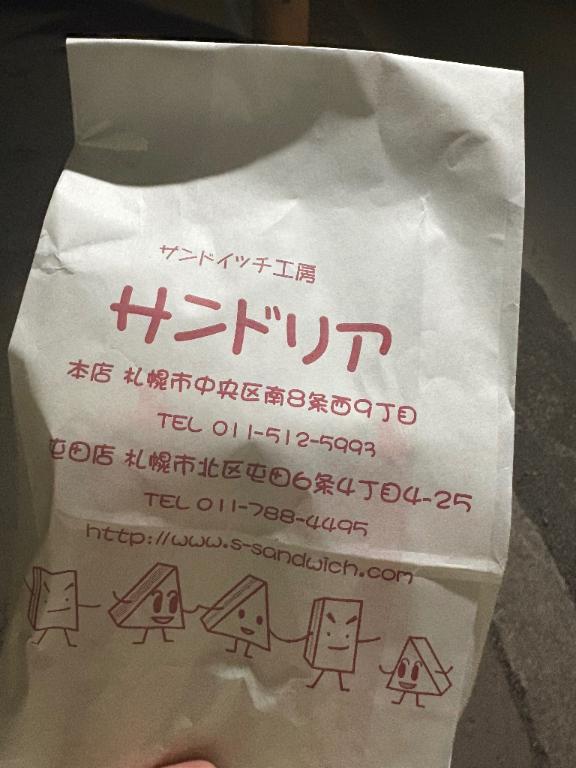 サンドイッチ工房
サンドリア
本店 札幌市中央区南8条西9丁目
TEL 011-512-5993
屯田店 札幌市北区屯田6条4丁目4-25
TEL 011-788-4495
http://www.s-sandwich.com